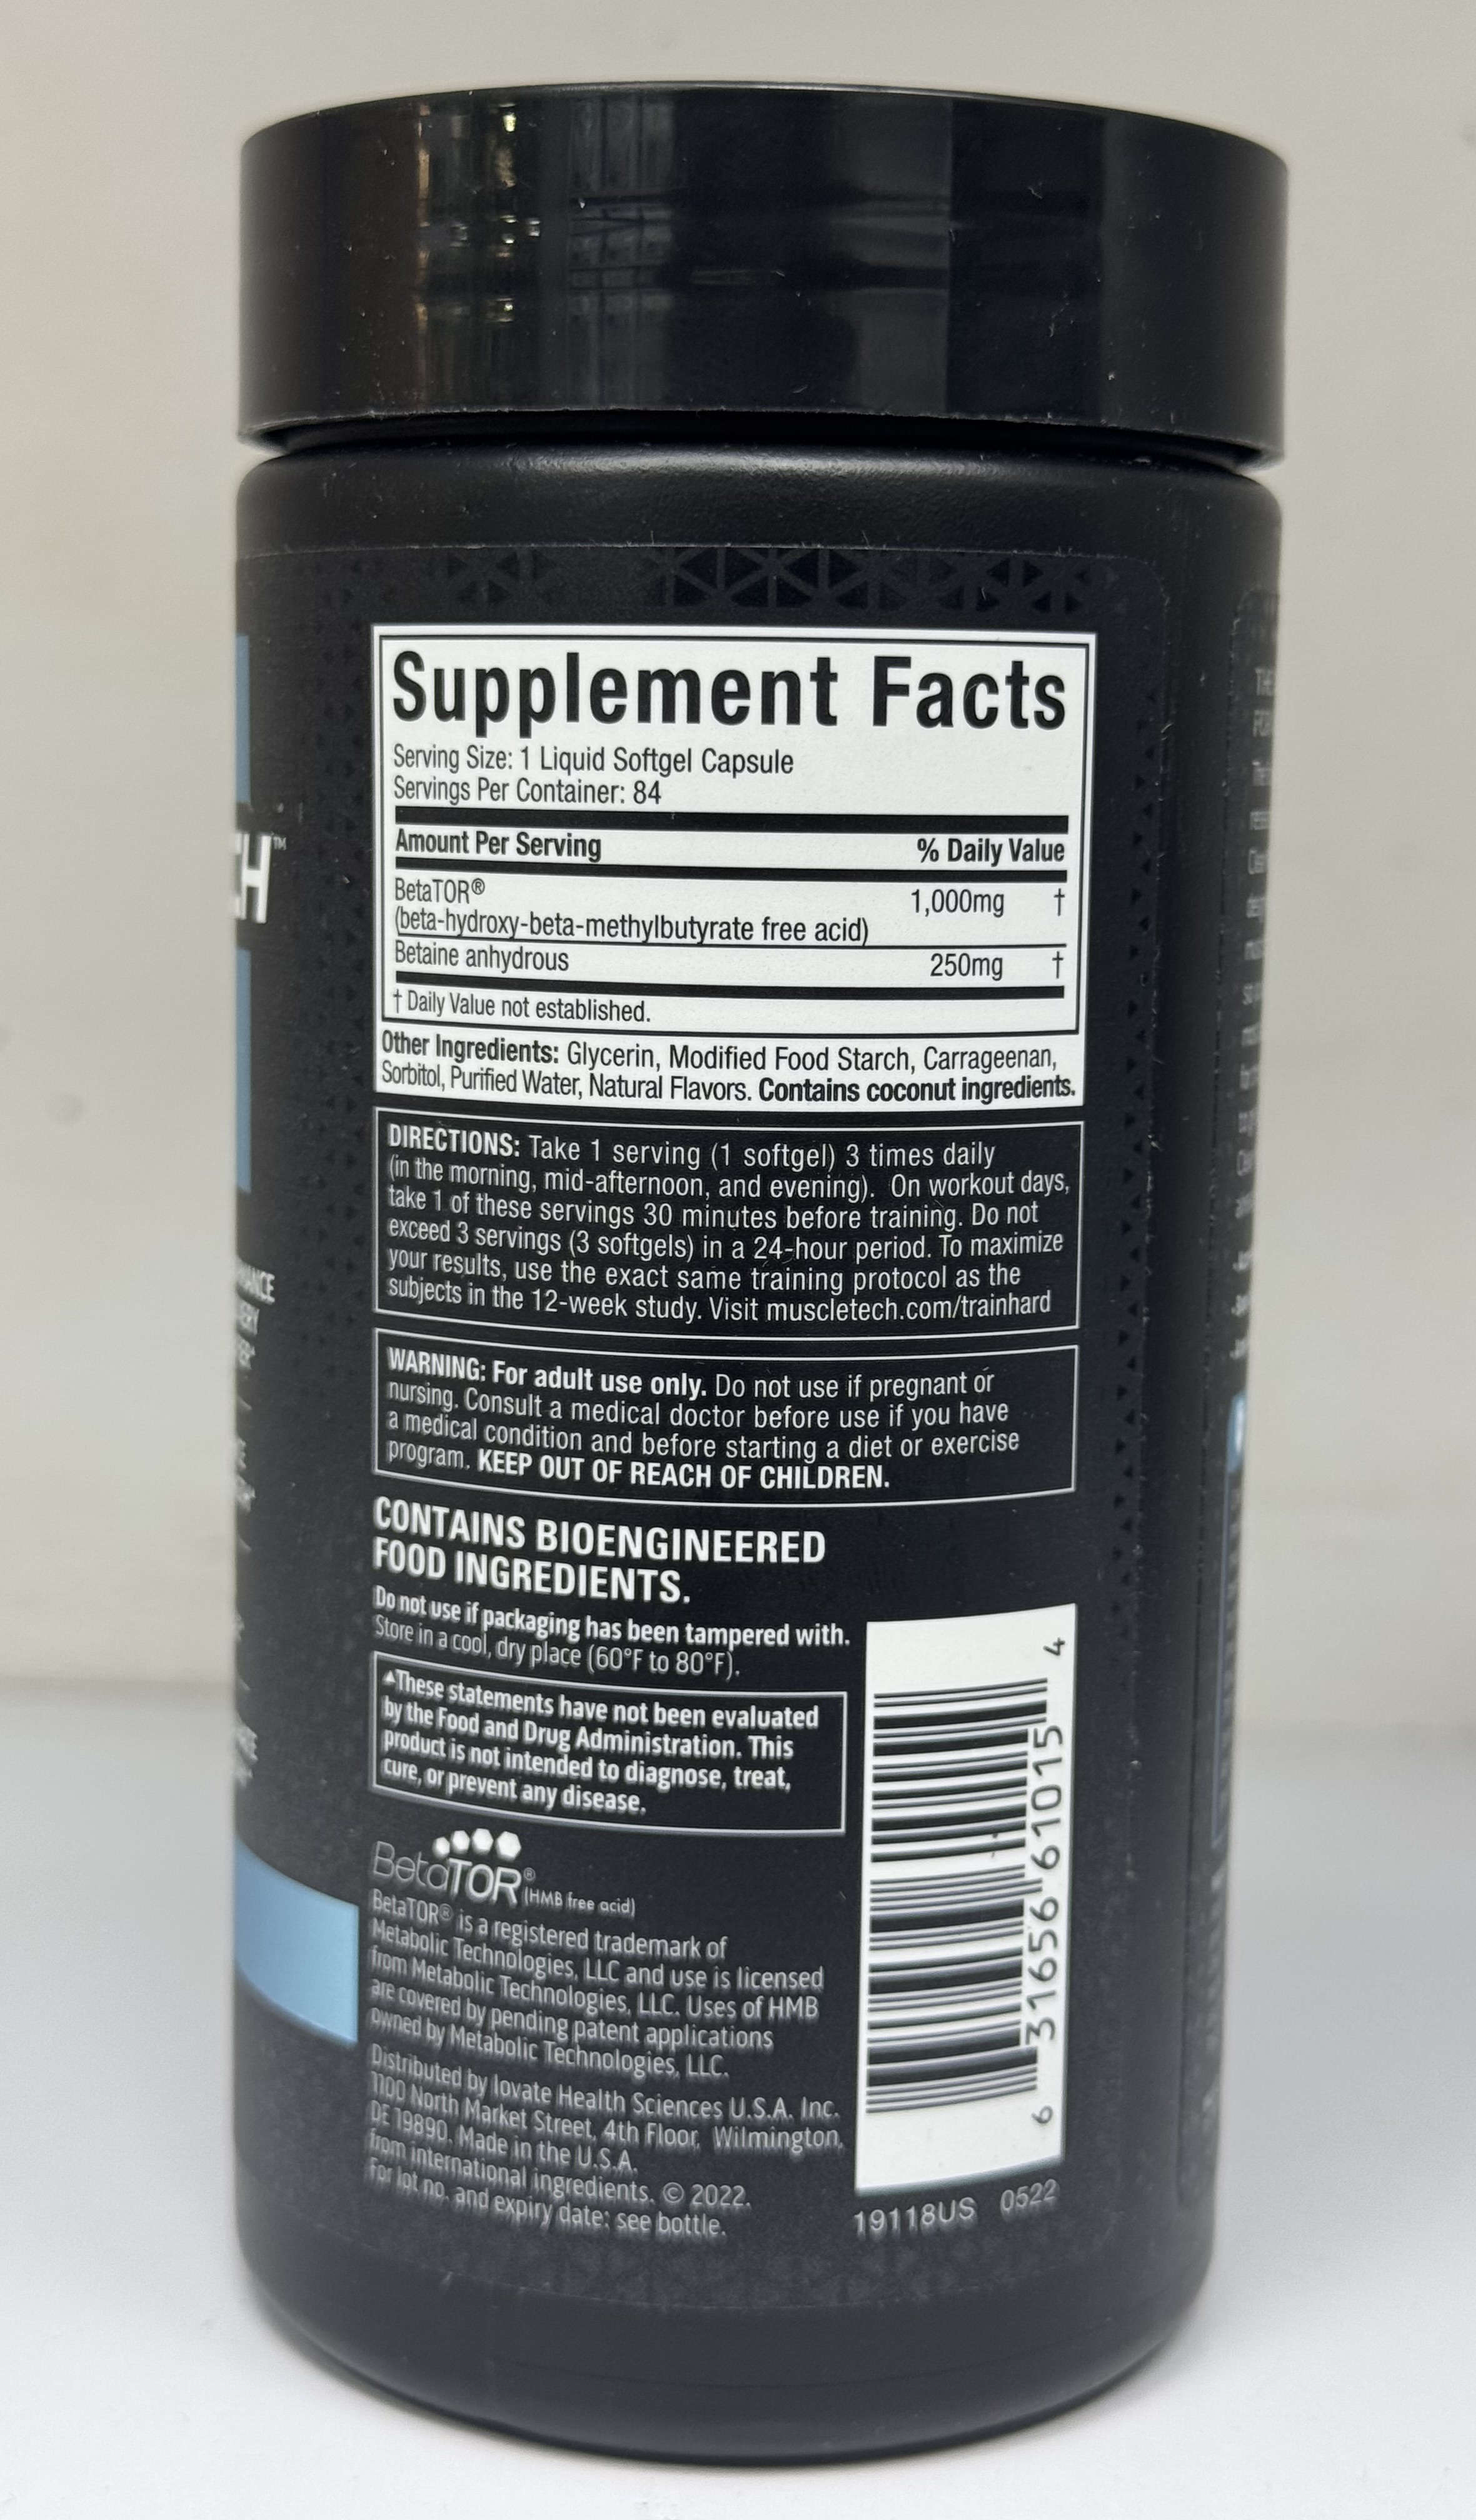 CH™
MANCE
Supplement Facts
Serving Size: 1 Liquid Softgel Capsule
Servings Per Container: 84
Amount Per Serving % Daily Value
BetaTOR® 1,000mg †
(beta-hydroxy-beta-methylbutyrate free acid)
Betaine anhydrous 250mg †
† Daily Value not established.
Other Ingredients: Glycerin, Modified Food Starch, Carrageenan,
Sorbitol, Purified Water, Natural Flavors. Contains coconut ingredients.
DIRECTIONS: Take 1 serving (1 softgel) 3 times daily
(in the morning, mid-afternoon, and evening). On workout days,
take 1 of these servings 30 minutes before training. Do not
exceed 3 servings (3 softgels) in a 24-hour period. To maximize
your results, use the exact same training protocol as the
subjects in the 12-week study. Visit muscletech.com/trainhard
WARNING: For adult use only. Do not use if pregnant or
nursing. Consult a medical doctor before use if you have
a medical condition and before starting a diet or exercise
program. KEEP OUT OF REACH OF CHILDREN.
CONTAINS BIOENGINEERED
FOOD INGREDIENTS.
Do not use if packaging has been tampered with.
Store in a cool, dry place (60°F to 80°F).
▲These statements have not been evaluated
by the Food and Drug Administration. This
product is not intended to diagnose, treat,
cure, or prevent any disease.
BetaTOR® (HMB free acid)
BetaTOR® is a registered trademark of
Metabolic Technologies, LLC and use is licensed
from Metabolic Technologies, LLC. Uses of HMB
are covered by pending patent applications
owned by Metabolic Technologies, LLC.
Distributed by Iovate Health Sciences U.S.A. Inc.
1100 North Market Street, 4th Floor, Wilmington,
DE 19890. Made in the U.S.A.
from international ingredients. © 2022.
For lot no. and expiry date: see bottle.
6 31656 61015 4
19118US 0522